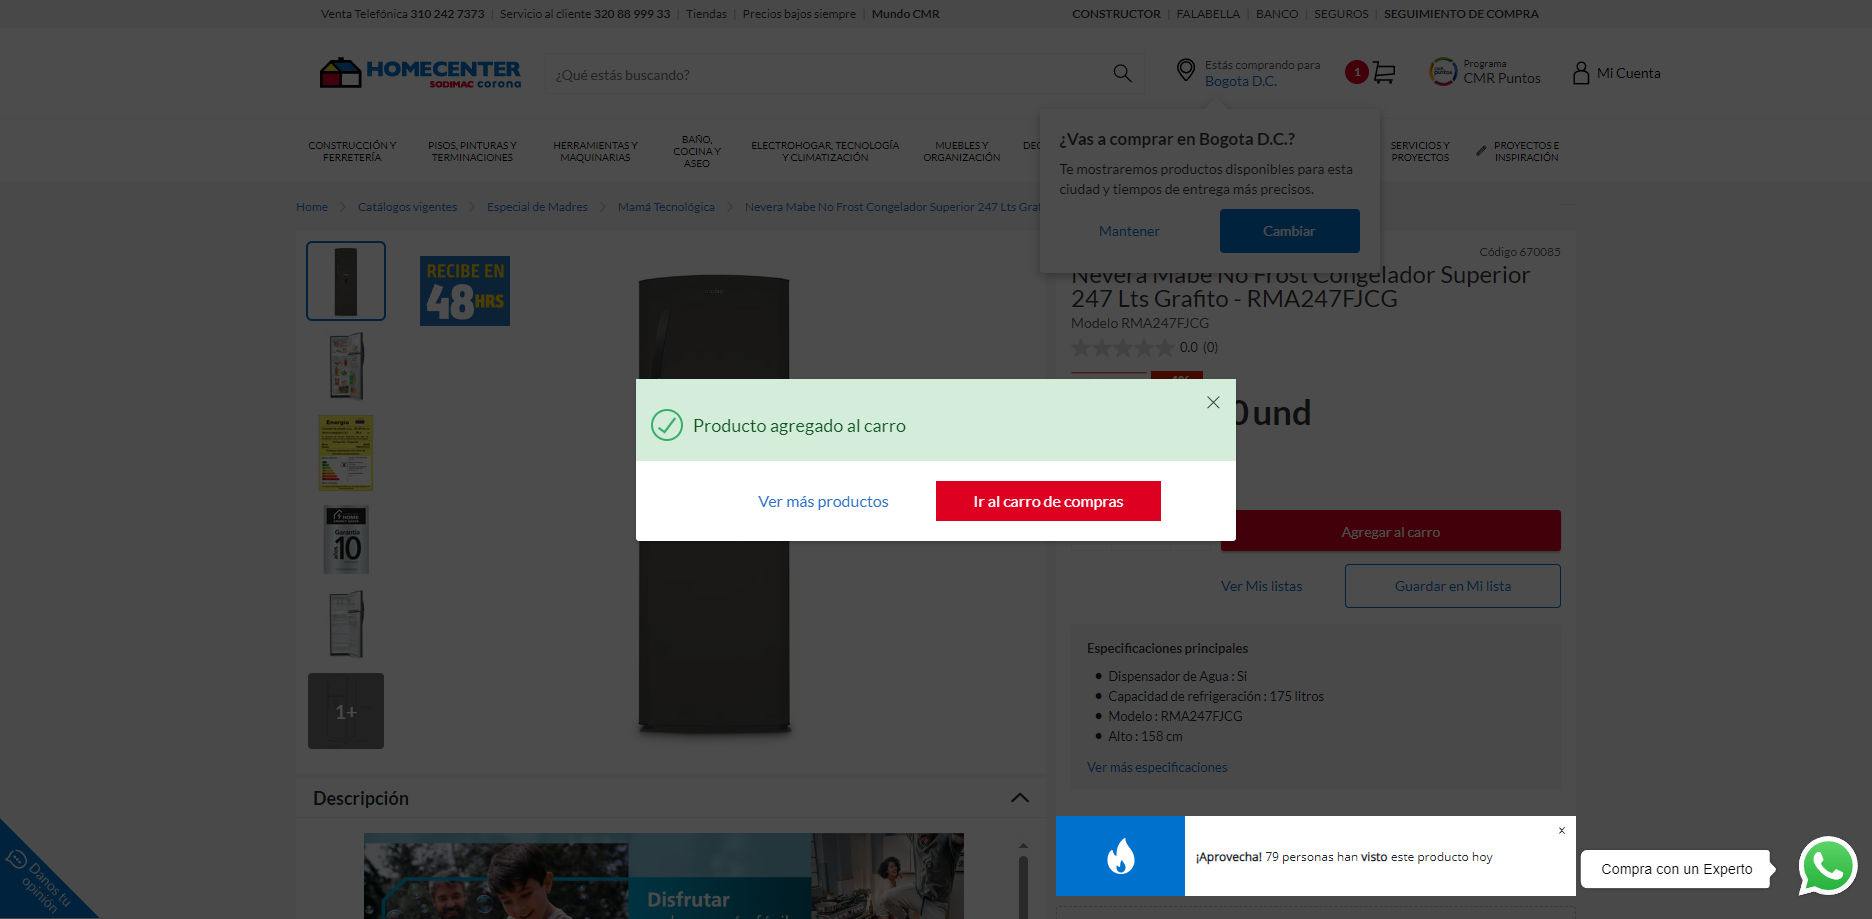 Venta Telefónica 310 242 7373 | Servicio al cliente 320 88 999 33 | Tiendas | Precios bajos siempre | Mundo CMR
CONSTRUCTOR | FALABELLA | BANCO | SEGUROS | SEGUIMIENTO DE COMPRA
HOMECENTER
SODIMAC corona
¿Qué estás buscando?
Estás comprando para
Bogota D.C.
1
Programa
CMR Puntos
Mi Cuenta
CONSTRUCCIÓN Y
FERRETERÍA
PISOS, PINTURAS Y
TERMINACIONES
HERRAMIENTAS Y
MAQUINARIAS
BAÑO,
COCINA Y
ASEO
ELECTROHOGAR, TECNOLOGÍA
Y CLIMATIZACIÓN
MUEBLES Y
ORGANIZACIÓN
SERVICIOS Y
PROYECTOS
PROYECTOS E
INSPIRACIÓN
¿Vas a comprar en Bogota D.C.?
Te mostraremos productos disponibles para esta
ciudad y tiempos de entrega más precisos.
Mantener
Cambiar
Home > Catálogos vigentes > Especial de Madres > Mamá Tecnológica > Nevera Mabe No Frost Congelador Superior 247 Lts Graf
Código 670085
Nevera Mabe No Frost Congelador Superior
247 Lts Grafito - RMA247FJCG
Modelo RMA247FJCG
0.0 (0)
RECIBE EN
48HRS
Energía
Garantía
10
años
1+
0 und
Producto agregado al carro
Ver más productos
Ir al carro de compras
Agregar al carro
Ver Mis listas
Guardar en Mi lista
Especificaciones principales
• Dispensador de Agua : Si
• Capacidad de refrigeración : 175 litros
• Modelo : RMA247FJCG
• Alto : 158 cm
Ver más especificaciones
Descripción
Disfrutar
¡Aprovecha! 79 personas han visto este producto hoy
x
Compra con un Experto
Danos tu
opinión